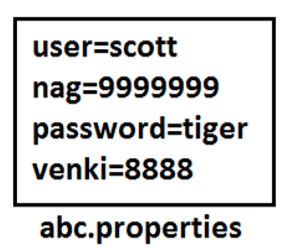 user=scott
nag=9999999
password=tiger
venki=8888
abc.properties